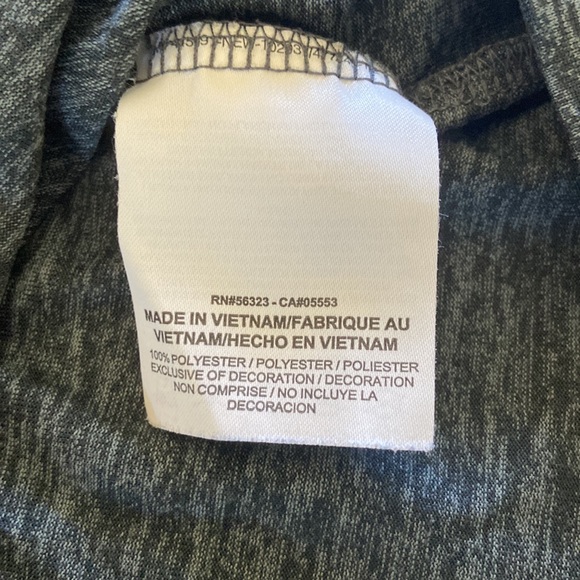 RN#56323 - CA#05553
MADE IN VIETNAM/FABRIQUE AU
VIETNAM/HECHO EN VIETNAM
100% POLYESTER / POLYESTER / POLIESTER
EXCLUSIVE OF DECORATION / DECORATION
NON COMPRISE / NO INCLUYE LA
DECORACION